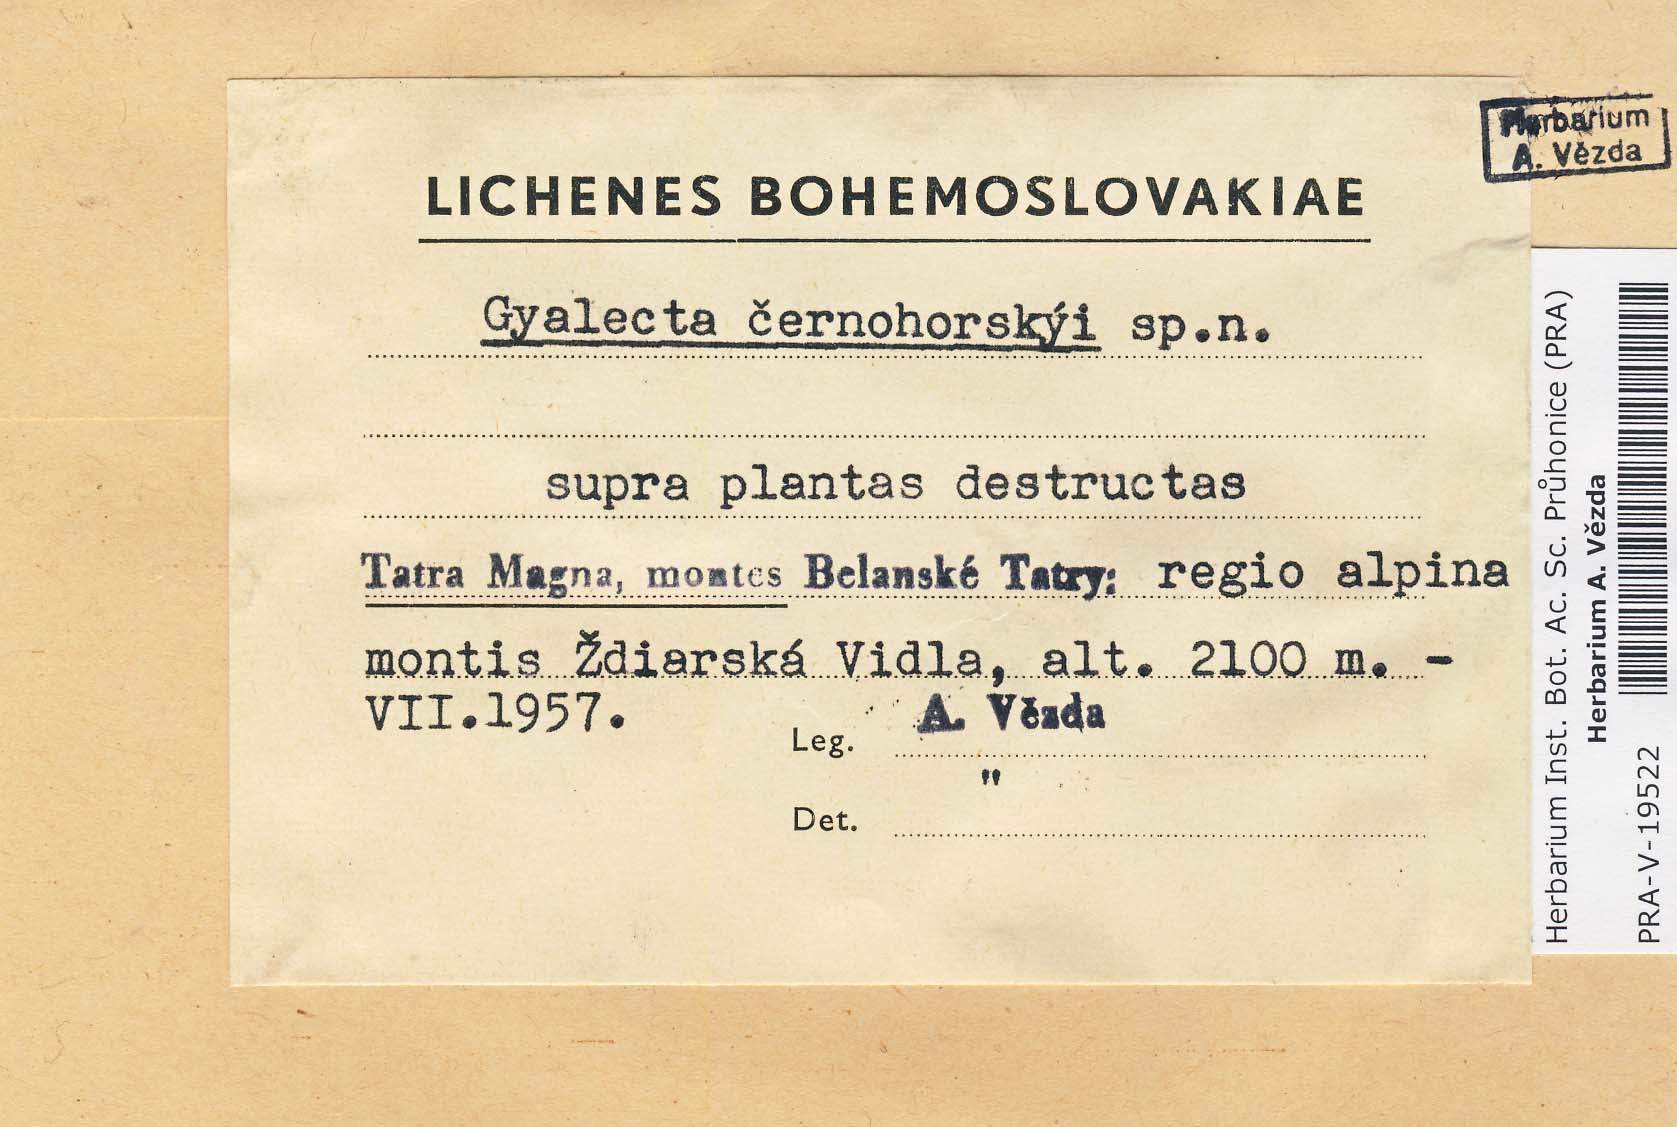 Herbarium
A. Vězda
LICHENES BOHEMOSLOVAKIAE
Gyalecta černohorskýi sp.n.
supra plantas destructas
Tatra Magna, montes Belanské Tatry: regio alpina
montis Ždiarská Vidla, alt. 2100 m. -
VII.1957.
Leg. A. Vězda
Det. "
Herbarium Inst. Bot. Ac. Sc. Průhonice (PRA)
Herbarium A. Vězda
PRA-V-19522